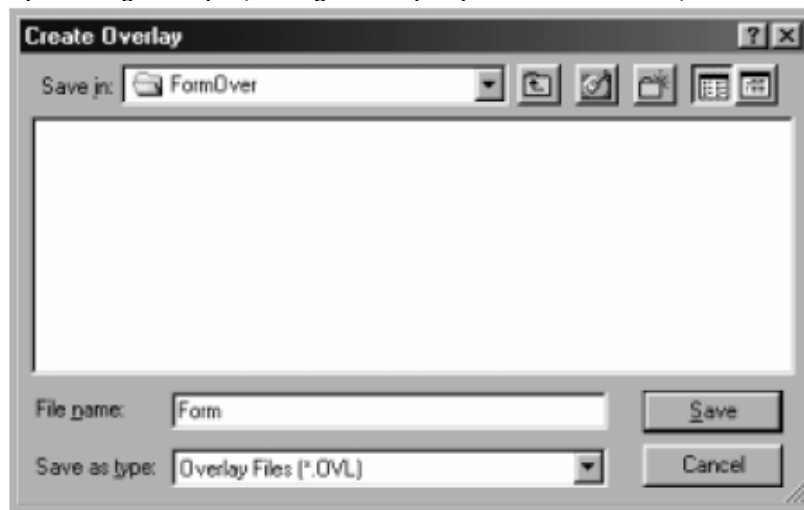 Create Overlay
Save in: FormOver
File name: Form Save
Save as type: Overlay Files (*.OVL) Cancel